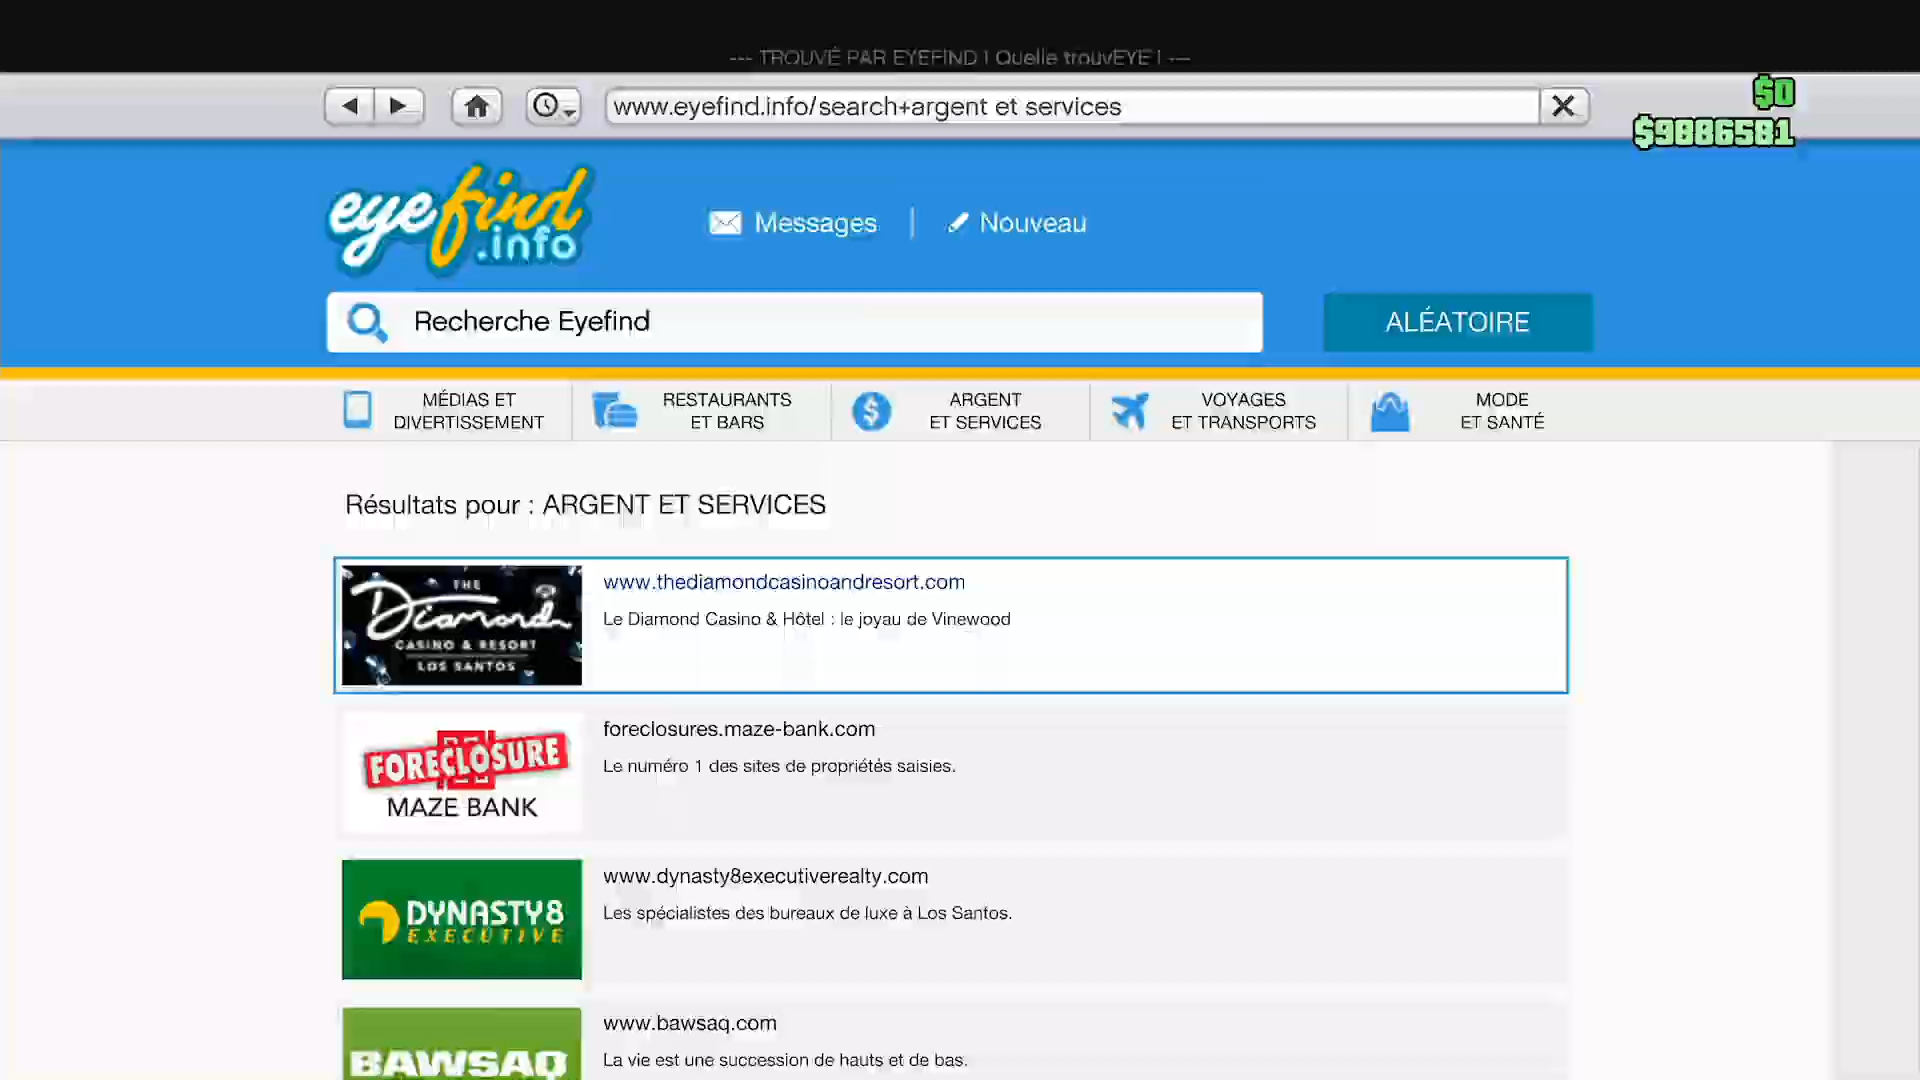 --- TROUVÉ PAR EYEFIND ! Quelle trouvEYE ! ---
www.eyefind.info/search+argent et services
$0
$9886581
eyefind
.info
Messages
Nouveau
Recherche Eyefind
ALÉATOIRE
MÉDIAS ET
DIVERTISSEMENT
RESTAURANTS
ET BARS
ARGENT
ET SERVICES
VOYAGES
ET TRANSPORTS
MODE
ET SANTÉ
Résultats pour : ARGENT ET SERVICES
THE
Diamond
CASINO & RESORT
LOS SANTOS
www.thediamondcasinoandresort.com
Le Diamond Casino & Hôtel : le joyau de Vinewood
FORECLOSURE
MAZE BANK
foreclosures.maze-bank.com
Le numéro 1 des sites de propriétés saisies.
DYNASTY8
EXECUTIVE
www.dynasty8executiverealty.com
Les spécialistes des bureaux de luxe à Los Santos.
BAWSAQ
www.bawsaq.com
La vie est une succession de hauts et de bas.